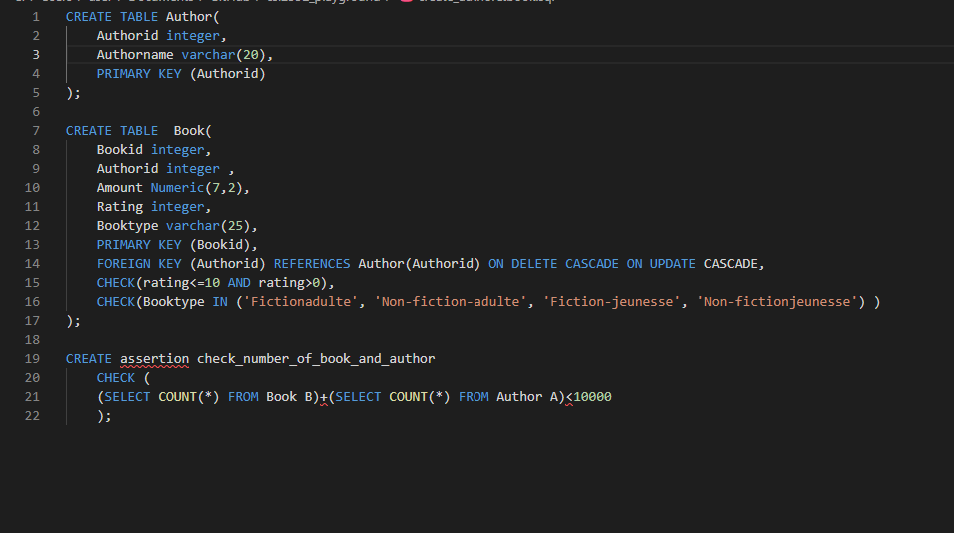 1 CREATE TABLE Author(
2 Authorid integer,
3 Authorname varchar(20),
4 PRIMARY KEY (Authorid)
5 );
6
7 CREATE TABLE  Book(
8 Bookid integer,
9 Authorid integer ,
10 Amount Numeric(7,2),
11 Rating integer,
12 Booktype varchar(25),
13 PRIMARY KEY (Bookid),
14 FOREIGN KEY (Authorid) REFERENCES Author(Authorid) ON DELETE CASCADE ON UPDATE CASCADE,
15 CHECK(rating<=10 AND rating>0),
16 CHECK(Booktype IN ('Fictionadulte', 'Non-fiction-adulte', 'Fiction-jeunesse', 'Non-fictionjeunesse') )
17 );
18
19 CREATE assertion check_number_of_book_and_author
20 CHECK (
21 (SELECT COUNT(*) FROM Book B)+(SELECT COUNT(*) FROM Author A)<10000
22 );